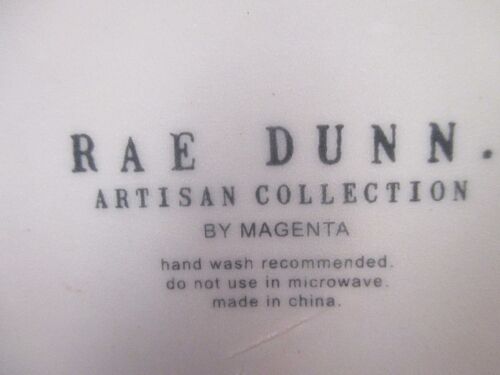 RAE DUNN.
ARTISAN COLLECTION
BY MAGENTA
hand wash recommended.
do not use in microwave.
made in china.